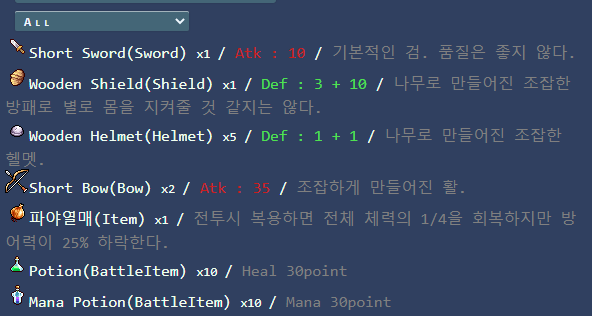 All
Short Sword(Sword) x1 / Atk : 10 / 기본적인 검. 품질은 좋지 않다.
Wooden Shield(Shield) x1 / Def : 3 + 10 / 나무로 만들어진 조잡한
방패로 별로 몸을 지켜줄 것 같지는 않다.
Wooden Helmet(Helmet) x5 / Def : 1 + 1 / 나무로 만들어진 조잡한
헬멧.
Short Bow(Bow) x2 / Atk : 35 / 조잡하게 만들어진 활.
파야열매(Item) x1 / 전투시 복용하면 전체 체력의 1/4을 회복하지만 방
어력이 25% 하락한다.
Potion(BattleItem) x10 / Heal 30point
Mana Potion(BattleItem) x10 / Mana 30point